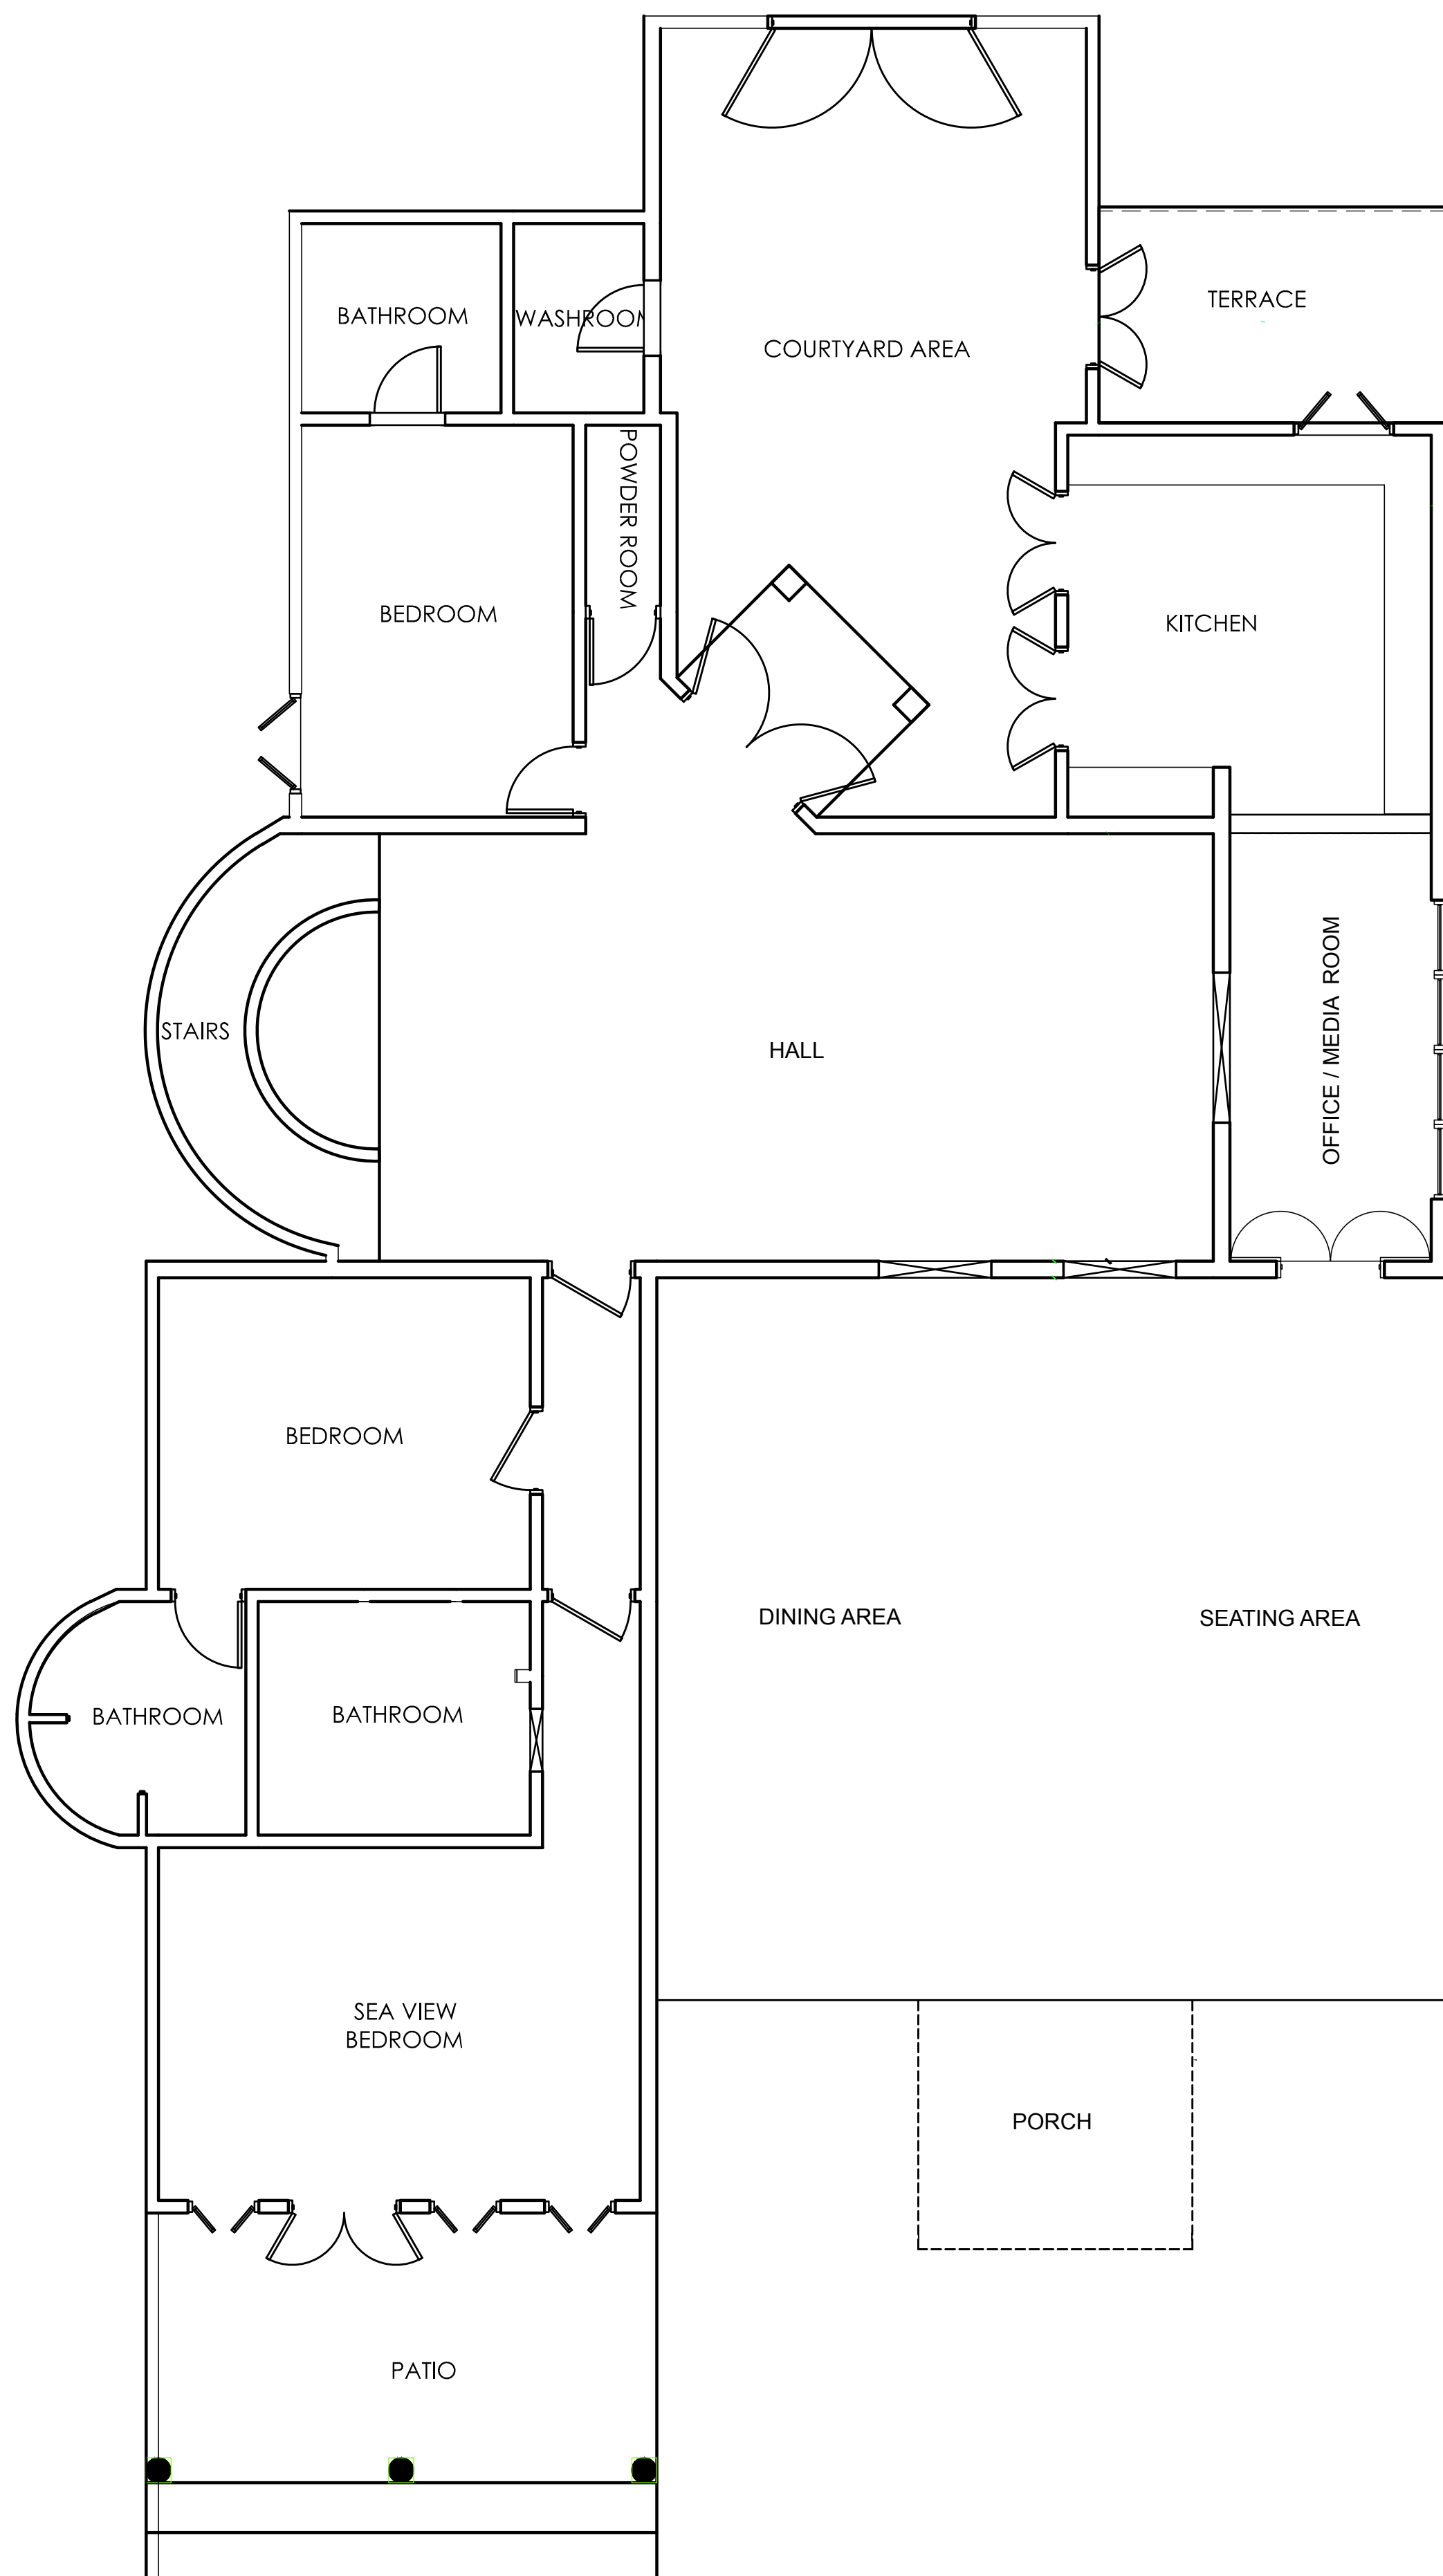 TERRACE
BATHROOM
WASHROOM
COURTYARD AREA
POWDER ROOM
BEDROOM
KITCHEN
STAIRS
HALL
OFFICE / MEDIA ROOM
BEDROOM
DINING AREA
SEATING AREA
BATHROOM
BATHROOM
SEA VIEW
BEDROOM
PORCH
PATIO